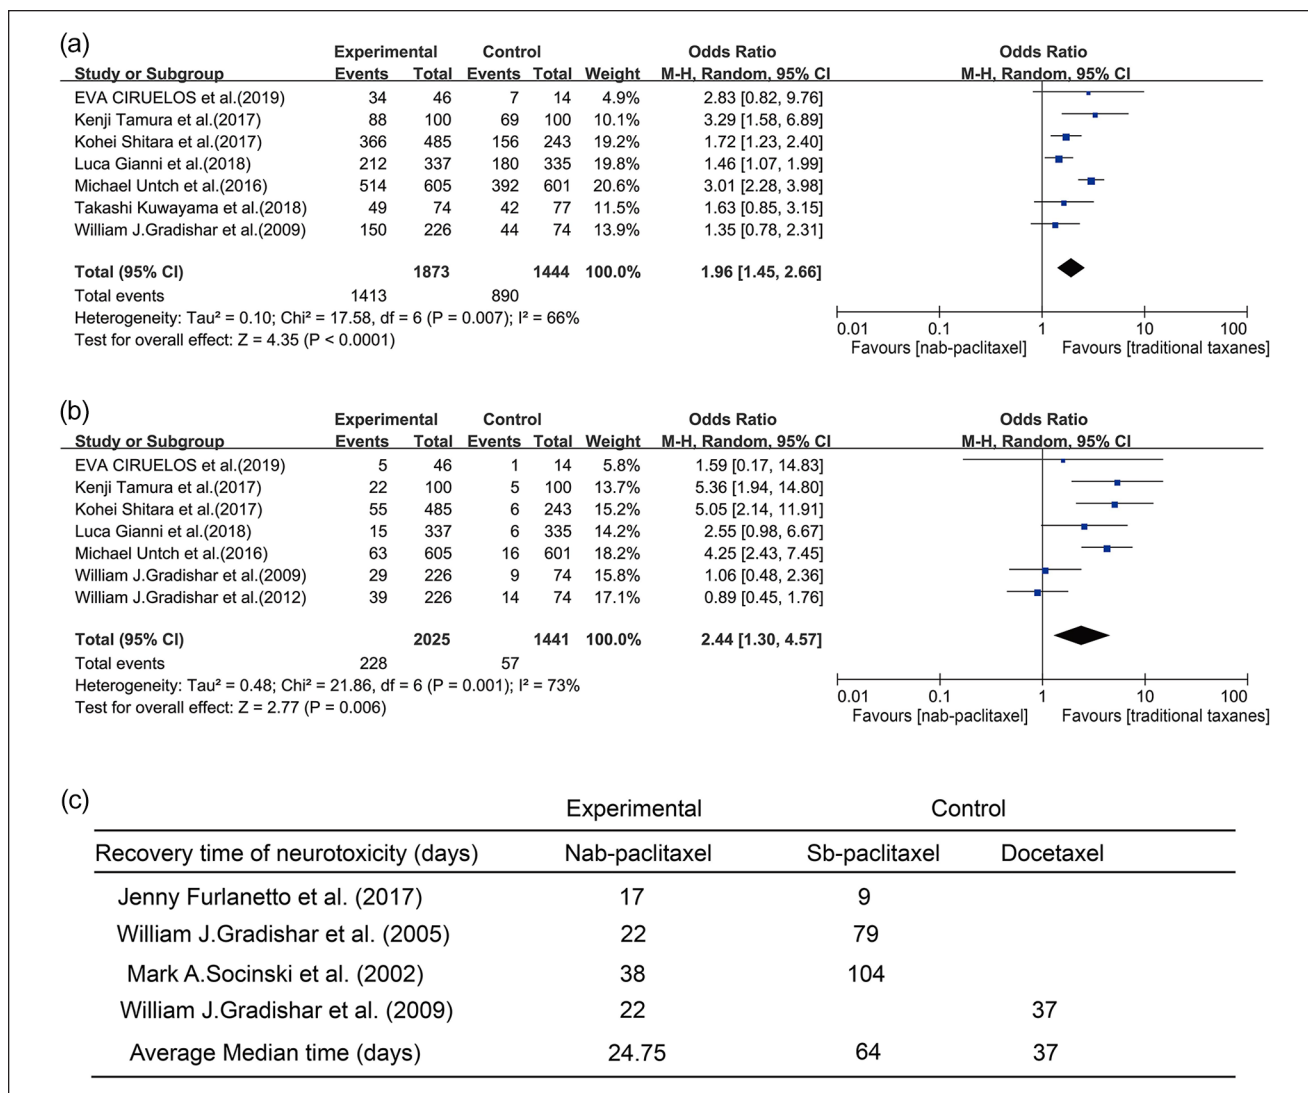 (a)
Experimental Control Odds Ratio Odds Ratio
Study or Subgroup Events Total Events Total Weight M-H, Random, 95% CI M-H, Random, 95% CI
EVA CIRUELOS et al.(2019) 34 46 7 14 4.9% 2.83 [0.82, 9.76]
Kenji Tamura et al.(2017) 88 100 69 100 10.1% 3.29 [1.58, 6.89]
Kohei Shitara et al.(2017) 366 485 156 243 19.2% 1.72 [1.23, 2.40]
Luca Gianni et al.(2018) 212 337 180 335 19.8% 1.46 [1.07, 1.99]
Michael Untch et al.(2016) 514 605 392 601 20.6% 3.01 [2.28, 3.98]
Takashi Kuwayama et al.(2018) 49 74 42 77 11.5% 1.63 [0.85, 3.15]
William J.Gradishar et al.(2009) 150 226 44 74 13.9% 1.35 [0.78, 2.31]
Total (95% CI) 1873 1444 100.0% 1.96 [1.45, 2.66]
Total events 1413 890
Heterogeneity: Tau² = 0.10; Chi² = 17.58, df = 6 (P = 0.007); I² = 66%
Test for overall effect: Z = 4.35 (P < 0.0001)
0.01 0.1 1 10 100
Favours [nab-paclitaxel] Favours [traditional taxanes]
(b)
Experimental Control Odds Ratio Odds Ratio
Study or Subgroup Events Total Events Total Weight M-H, Random, 95% CI M-H, Random, 95% CI
EVA CIRUELOS et al.(2019) 5 46 1 14 5.8% 1.59 [0.17, 14.83]
Kenji Tamura et al.(2017) 22 100 5 100 13.7% 5.36 [1.94, 14.80]
Kohei Shitara et al.(2017) 55 485 6 243 15.2% 5.05 [2.14, 11.91]
Luca Gianni et al.(2018) 15 337 6 335 14.2% 2.55 [0.98, 6.67]
Michael Untch et al.(2016) 63 605 16 601 18.2% 4.25 [2.43, 7.45]
William J.Gradishar et al.(2009) 29 226 9 74 15.8% 1.06 [0.48, 2.36]
William J.Gradishar et al.(2012) 39 226 14 74 17.1% 0.89 [0.45, 1.76]
Total (95% CI) 2025 1441 100.0% 2.44 [1.30, 4.57]
Total events 228 57
Heterogeneity: Tau² = 0.48; Chi² = 21.86, df = 6 (P = 0.001); I² = 73%
Test for overall effect: Z = 2.77 (P = 0.006)
0.01 0.1 1 10 100
Favours [nab-paclitaxel] Favours [traditional taxanes]
(c)
Experimental Control
Recovery time of neurotoxicity (days) Nab-paclitaxel Sb-paclitaxel Docetaxel
Jenny Furlanetto et al. (2017) 17 9
William J.Gradishar et al. (2005) 22 79
Mark A.Socinski et al. (2002) 38 104
William J.Gradishar et al. (2009) 22 37
Average Median time (days) 24.75 64 37